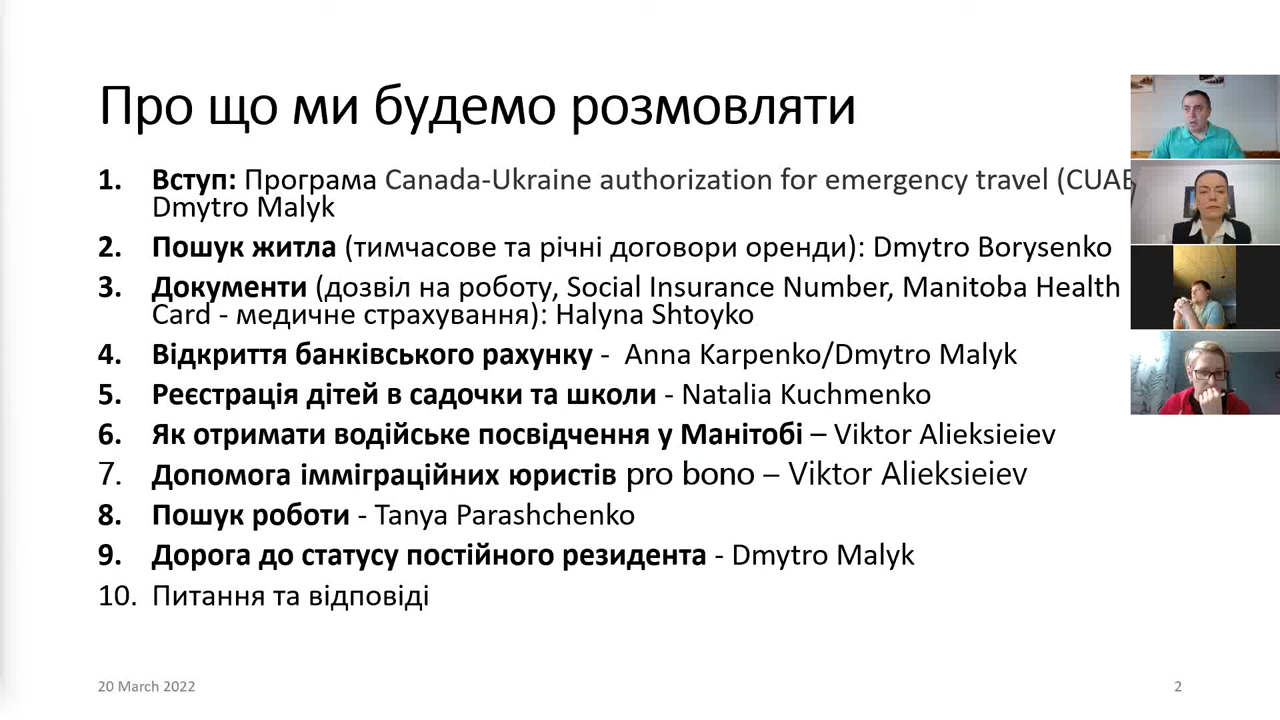 Про що ми будемо розмовляти
1. Вступ: Програма Canada-Ukraine authorization for emergency travel
Dmytro Malyk
2. Пошук житла (тимчасове та річні договори оренди): Dmytro Borysenko
3. Документи (дозвіл на роботу, Social Insurance Number, Manitoba Health
Card - медичне страхування): Halyna Shtoyko
4. Відкриття банківського рахунку - Anna Karpenko/Dmytro Malyk
5. Реєстрація дітей в садочки та школи - Natalia Kuchmenko
6. Як отримати водійське посвідчення у Манітобі – Viktor Alieksieiev
7. Допомога імміграційних юристів pro bono – Viktor Alieksieiev
8. Пошук роботи - Tanya Parashchenko
9. Дорога до статусу постійного резидента - Dmytro Malyk
10. Питання та відповіді
20 March 2022
2